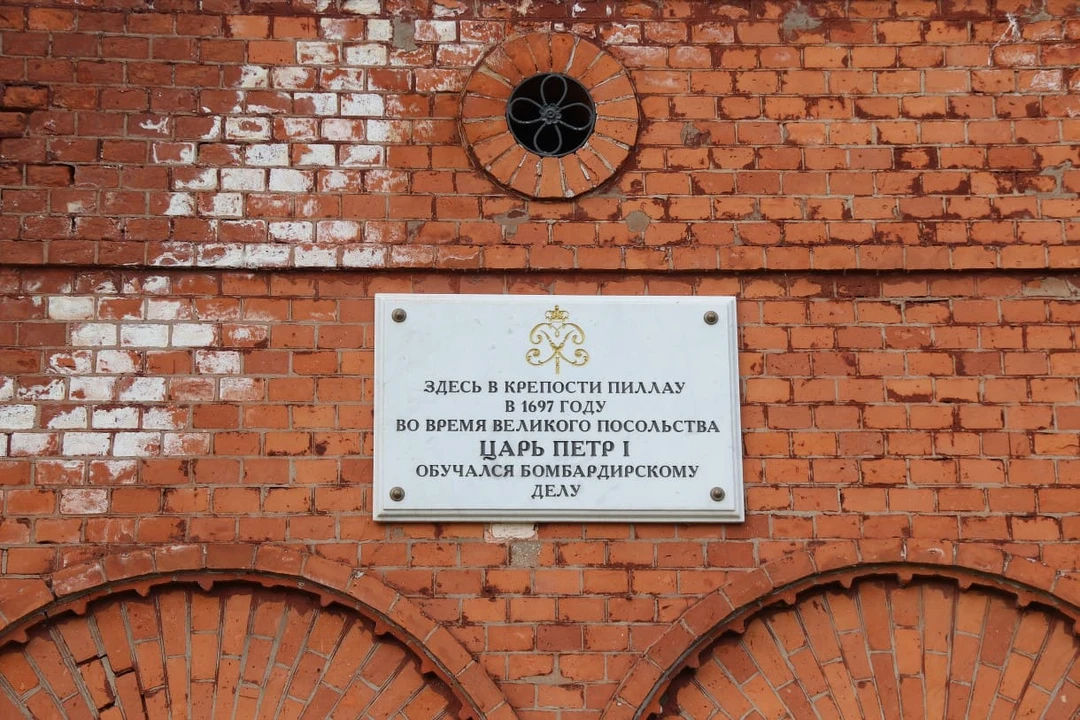 ЗДЕСЬ В КРЕПОСТИ ПИЛЛАУ
В 1697 ГОДУ
ВО ВРЕМЯ ВЕЛИКОГО ПОСОЛЬСТВА
ЦАРЬ ПЕТР I
ОБУЧАЛСЯ БОМБАРДИРСКОМУ
ДЕЛУ